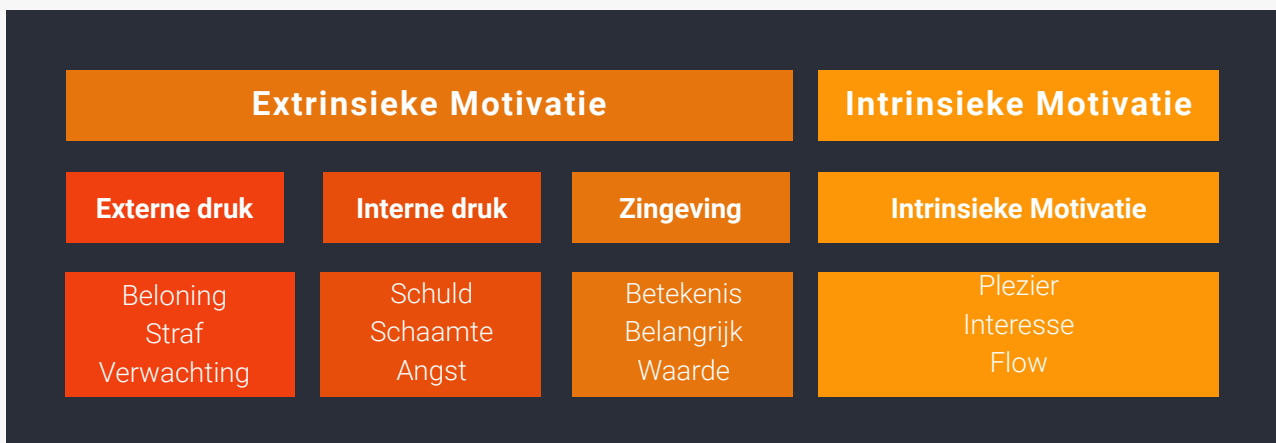 Extrinsieke Motivatie
Intrinsieke Motivatie
Externe druk
Interne druk
Zingeving
Intrinsieke Motivatie
Beloning
Straf
Verwachting
Schuld
Schaamte
Angst
Betekenis
Belangrijk
Waarde
Plezier
Interesse
Flow